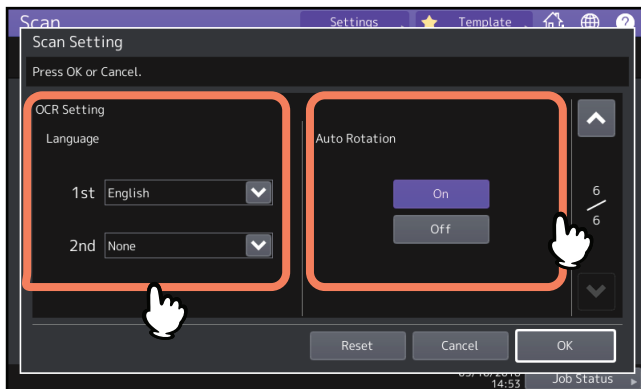 Scan
Settings
Template
?
Scan Setting
Press OK or Cancel.
OCR Setting
Language
Auto Rotation
1st English
On
6
6
Off
2nd None
Reset
Cancel
OK
14:53
Job Status